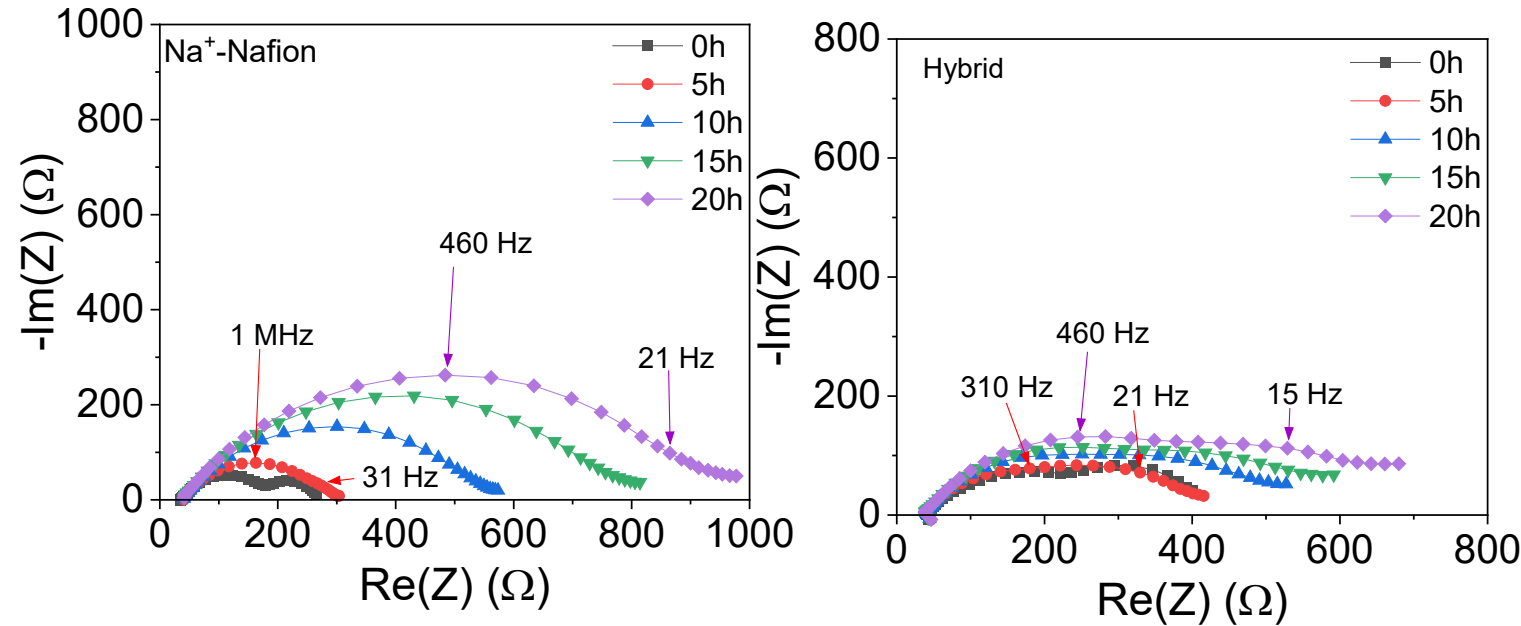 Na⁺-Nafion
0h
5h
10h
15h
20h
460 Hz
1 MHz
21 Hz
31 Hz
1000
800
600
400
200
0
0 200 400 600 800 1000
-Im(Z) (Ω)
Re(Z) (Ω)
Hybrid
0h
5h
10h
15h
20h
460 Hz
310 Hz
21 Hz
15 Hz
800
600
400
200
0
0 200 400 600 800
-Im(Z) (Ω)
Re(Z) (Ω)